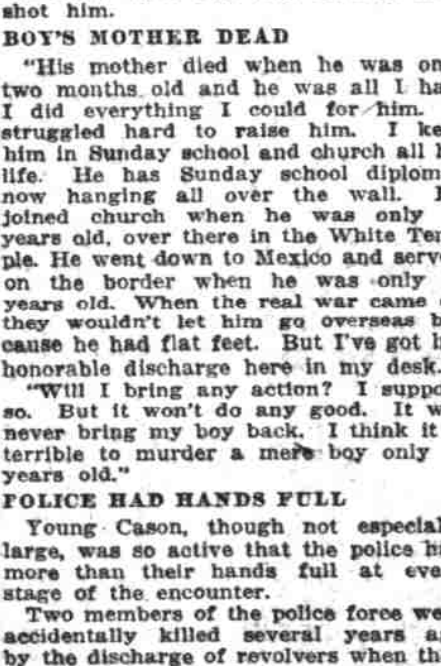 shot him.
BOY'S MOTHER DEAD
"His mother died when he was on
two months old and he was all I ha
I did everything I could for him.
struggled hard to raise him. I ke
him in Sunday school and church all
life. He has Sunday school diplom
now hanging all over the wall.
joined church when he was only
years old, over there in the White Tem-
ple. He went down to Mexico and serve
on the border when he was only
years old. When the real war came
they wouldn't let him go overseas b
cause he had flat feet. But I've got h
honorable discharge here in my desk.
"Will I bring any action? I suppo
so. But it won't do any good. It w
never bring my boy back. I think it
terrible to murder a mere boy only
years old."
POLICE HAD HANDS FULL
Young Cason, though not especial
large, was so active that the police h
more than their hands full at eve
stage of the encounter.
Two members of the police force we
accidentally killed several years a
by the discharge of revolvers when th